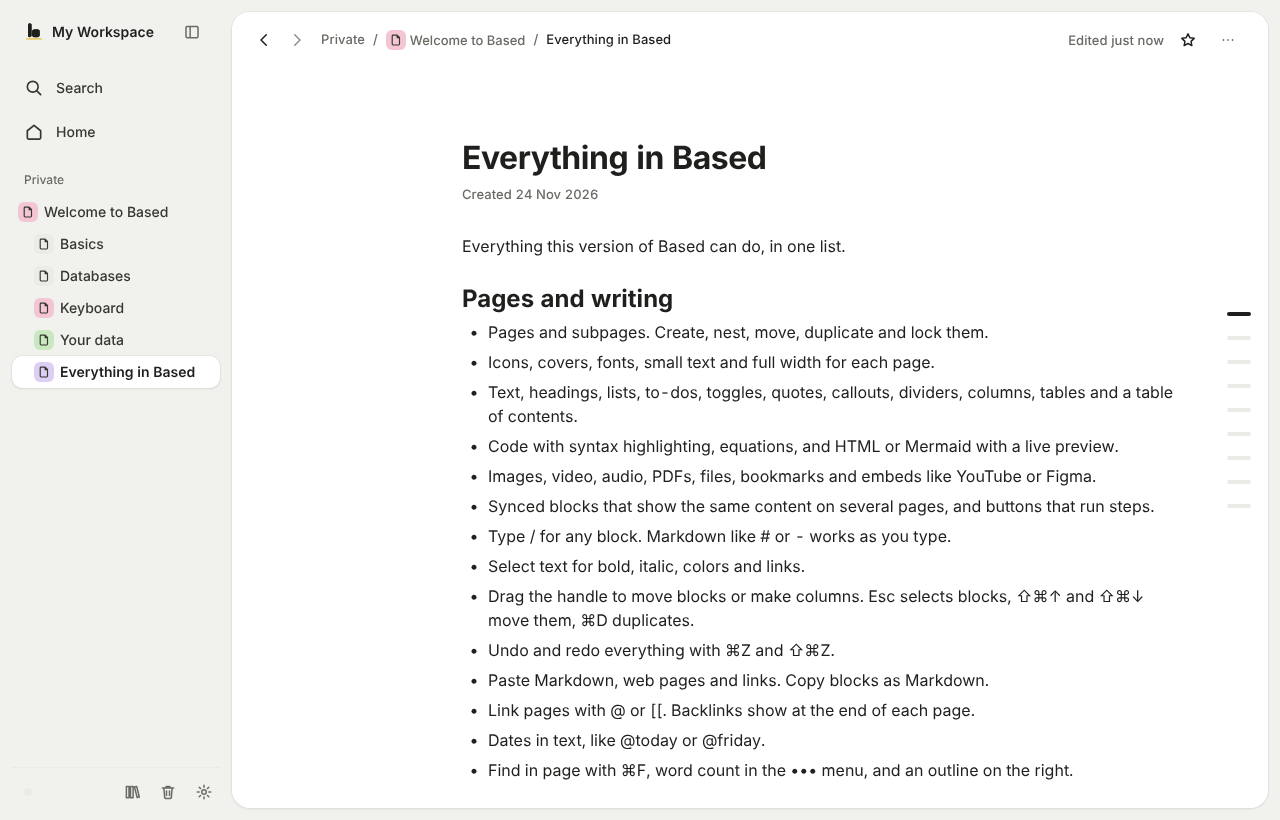 My Workspace
Search
Home
Private
Welcome to Based
Basics
Databases
Keyboard
Your data
Everything in Based
Private / Welcome to Based / Everything in Based
Edited just now
Everything in Based
Created 24 Nov 2026
Everything this version of Based can do, in one list.
Pages and writing
• Pages and subpages. Create, nest, move, duplicate and lock them.
• Icons, covers, fonts, small text and full width for each page.
• Text, headings, lists, to-dos, toggles, quotes, callouts, dividers, columns, tables and a table
of contents.
• Code with syntax highlighting, equations, and HTML or Mermaid with a live preview.
• Images, video, audio, PDFs, files, bookmarks and embeds like YouTube or Figma.
• Synced blocks that show the same content on several pages, and buttons that run steps.
• Type / for any block. Markdown like # or - works as you type.
• Select text for bold, italic, colors and links.
• Drag the handle to move blocks or make columns. Esc selects blocks, ⇧⌘↑ and ⇧⌘↓
move them, ⌘D duplicates.
• Undo and redo everything with ⌘Z and ⇧⌘Z.
• Paste Markdown, web pages and links. Copy blocks as Markdown.
• Link pages with @ or [[. Backlinks show at the end of each page.
• Dates in text, like @today or @friday.
• Find in page with ⌘F, word count in the ••• menu, and an outline on the right.